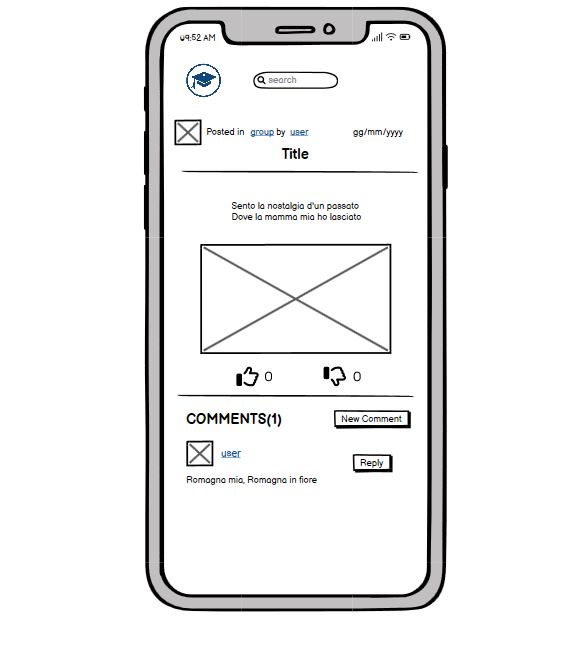 09:52 AM
search
Posted in group by user gg/mm/yyyy
Title
Sento la nostalgia d'un passato
Dove la mamma mia ho lasciato
0 0
COMMENTS(1) New Comment
user
Reply
Romagna mia, Romagna in fiore